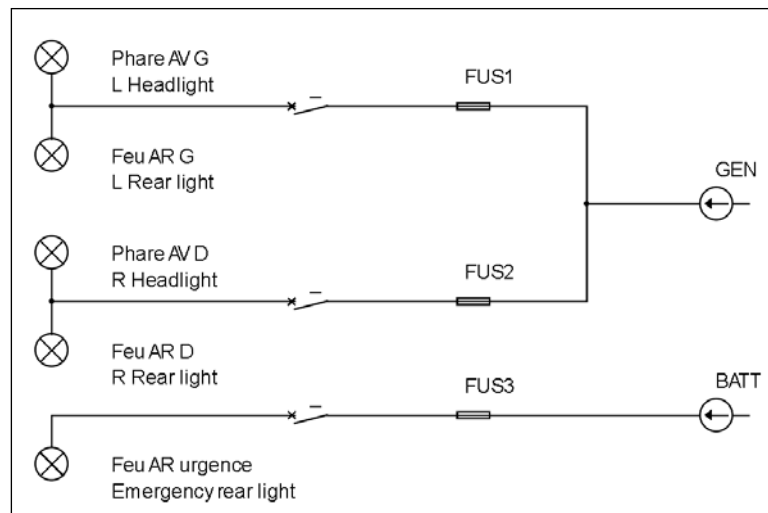 Phare AV G
L Headlight
FUS1
Feu AR G
L Rear light
GEN
Phare AV D
R Headlight
FUS2
Feu AR D
R Rear light
FUS3
BATT
Feu AR urgence
Emergency rear light